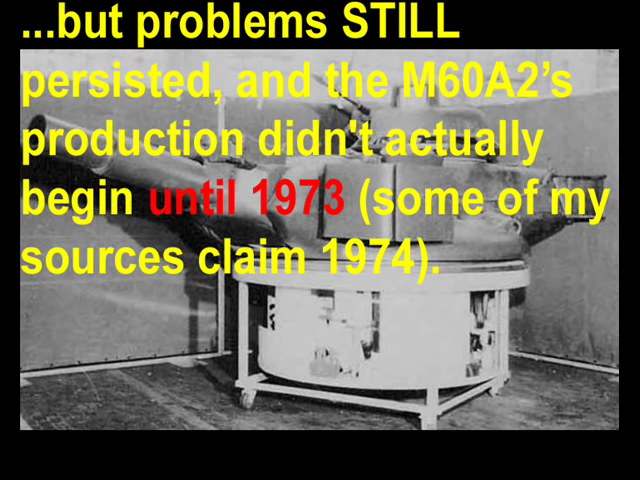 ...but problems STILL
persisted, and the M60A2’s
production didn't actually
begin until 1973 (some of my
sources claim 1974).